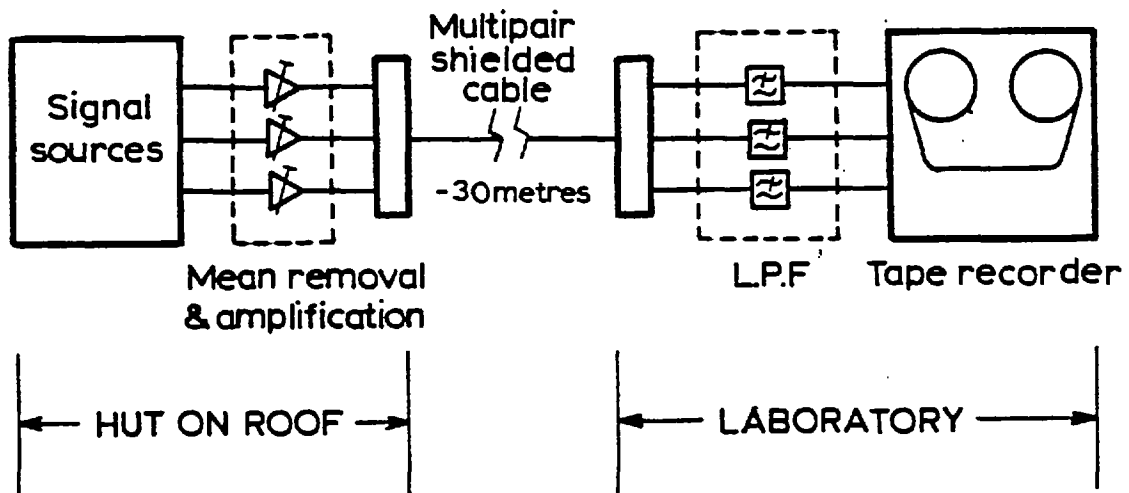 Signal
sources
Mean removal
& amplification
Multipair
shielded
cable
-30metres
L.P.F
Tape recorder
HUT ON ROOF
LABORATORY